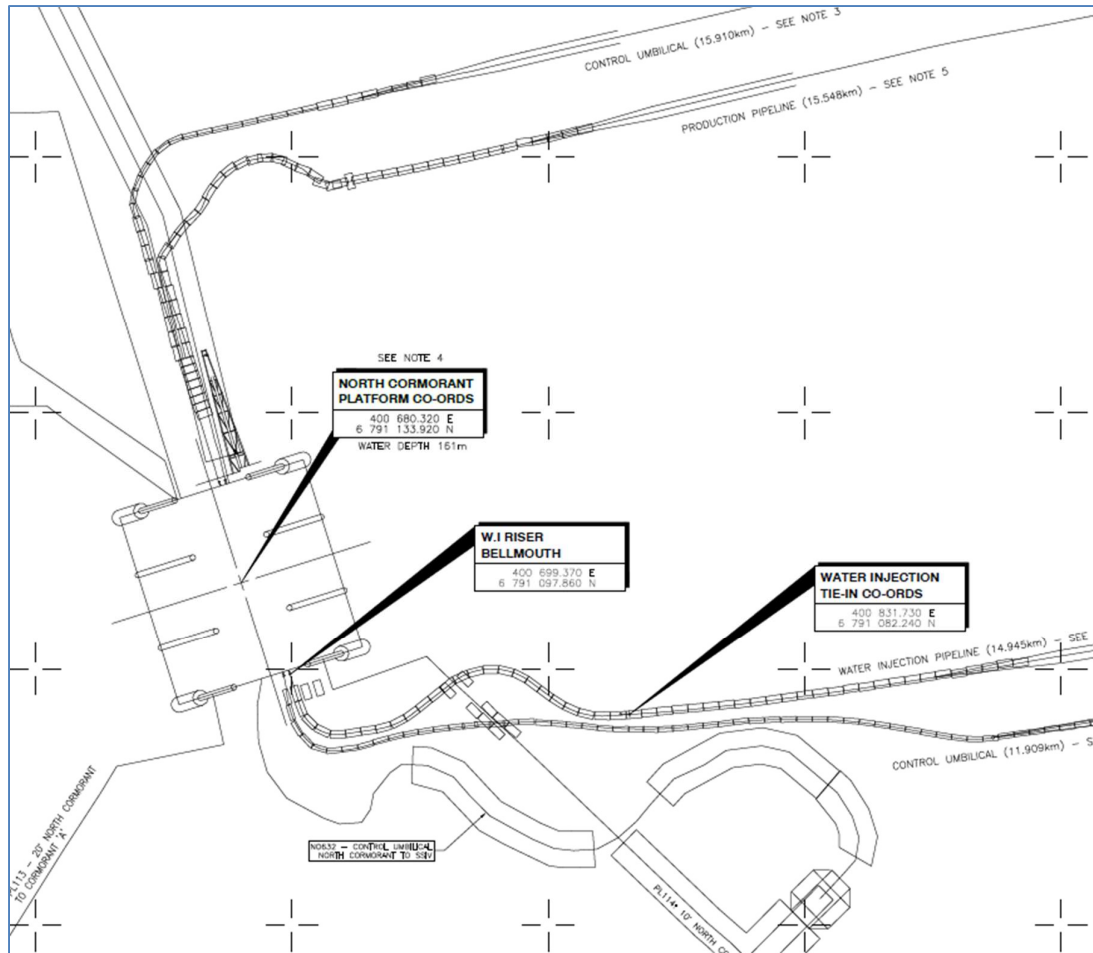 CONTROL UMBILICAL (15.910km) – SEE NOTE 3
PRODUCTION PIPELINE (15.548km) – SEE NOTE 5
SEE NOTE 4
NORTH CORMORANT
PLATFORM CO-ORDS
400 680.320 E
6 791 133.920 N
WATER DEPTH 161m
W.I RISER
BELLMOUTH
400 699.370 E
6 791 097.860 N
WATER INJECTION
TIE-IN CO-ORDS
400 831.730 E
6 791 082.240 N
WATER INJECTION PIPELINE (14.945km) – SEE
CONTROL UMBILICAL (11.909km) – S
PL113 – 20" NORTH CORMORANT
TO CORMORANT 'A'
N0632 – CONTROL UMBILICAL
NORTH CORMORANT TO SSIV
10" NORTH